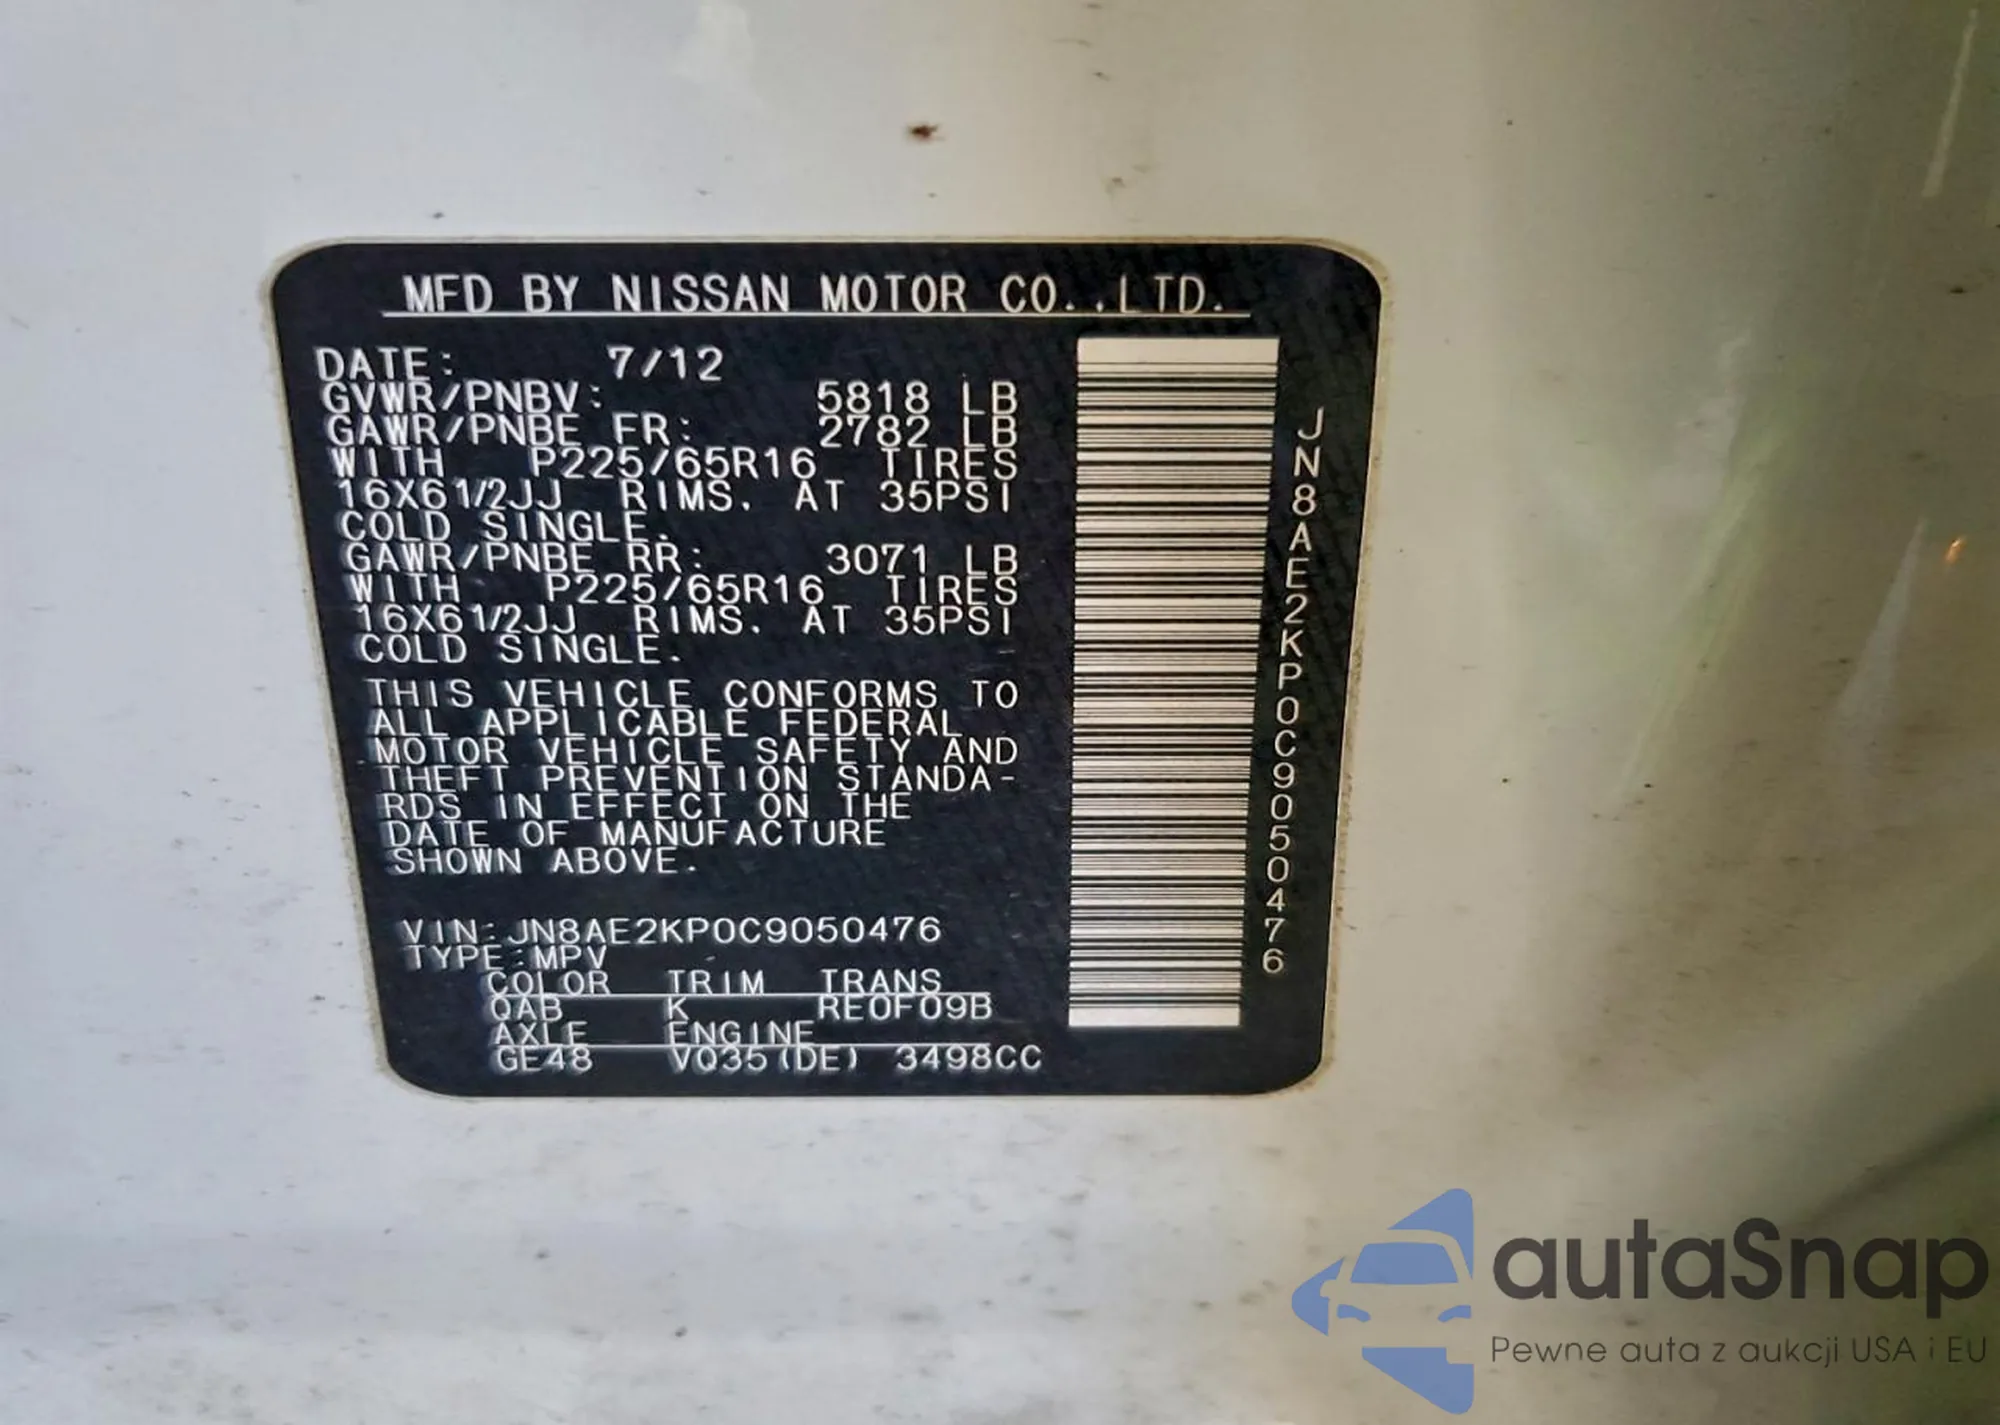 MFD BY NISSAN MOTOR CO.,LTD.
DATE: 7/12
GVWR/PNBV: 5818 LB
GAWR/PNBE FR: 2782 LB
WITH P225/65R16 TIRES
16X61/2JJ RIMS. AT 35PSI
COLD SINGLE.
GAWR/PNBE RR: 3071 LB
WITH P225/65R16 TIRES
16X61/2JJ RIMS. AT 35PSI
COLD SINGLE.
THIS VEHICLE CONFORMS TO
ALL APPLICABLE FEDERAL
MOTOR VEHICLE SAFETY AND
THEFT PREVENTION STANDA-
RDS IN EFFECT ON THE
DATE OF MANUFACTURE
SHOWN ABOVE.
VIN:JN8AE2KP0C9050476
TYPE:MPV
COLOR TRIM TRANS
QAB K RE0F09B
AXLE ENGINE
GE48 VQ35(DE) 3498CC
JN8AE2KP0C9050476
autaSnap
Pewne auta z aukcji USA i EU